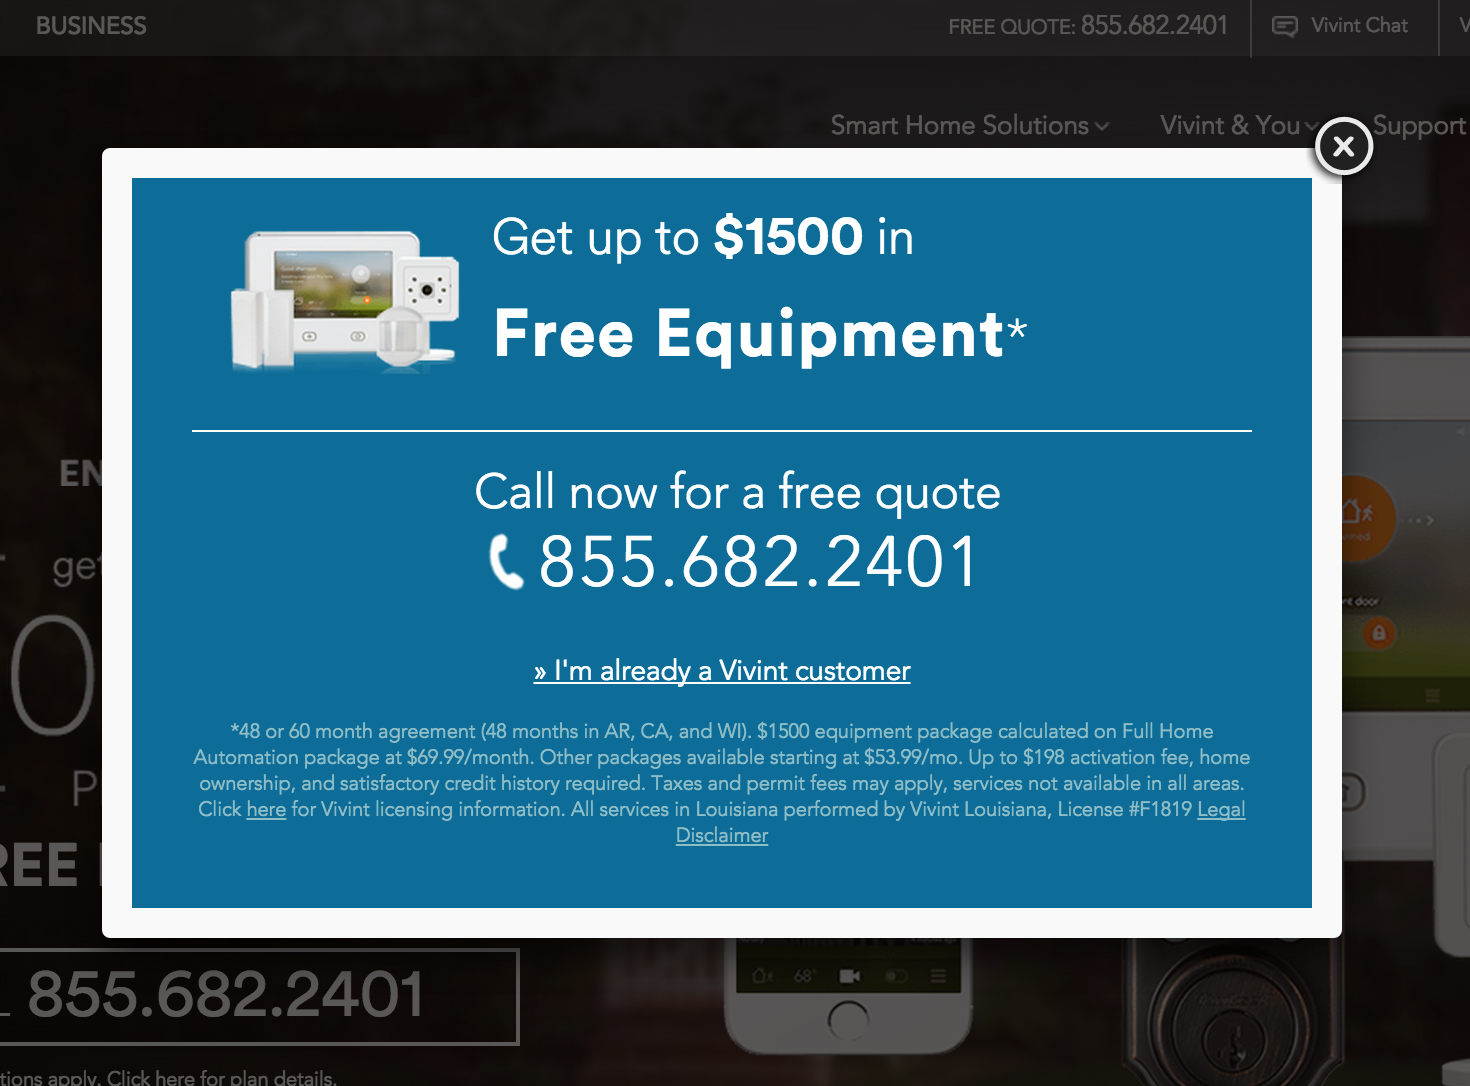 BUSINESS
FREE QUOTE: 855.682.2401
Vivint Chat
Smart Home Solutions
Vivint & You
Support
Get up to $1500 in
Free Equipment*
Call now for a free quote
855.682.2401
» I'm already a Vivint customer
*48 or 60 month agreement (48 months in AR, CA, and WI). $1500 equipment package calculated on Full Home
Automation package at $69.99/month. Other packages available starting at $53.99/mo. Up to $198 activation fee, home
ownership, and satisfactory credit history required. Taxes and permit fees may apply, services not available in all areas.
Click here for Vivint licensing information. All services in Louisiana performed by Vivint Louisiana, License #F1819 Legal
Disclaimer
EN
get
0
P
REE
door
68°
855.682.2401
tions apply. Click here for plan details.